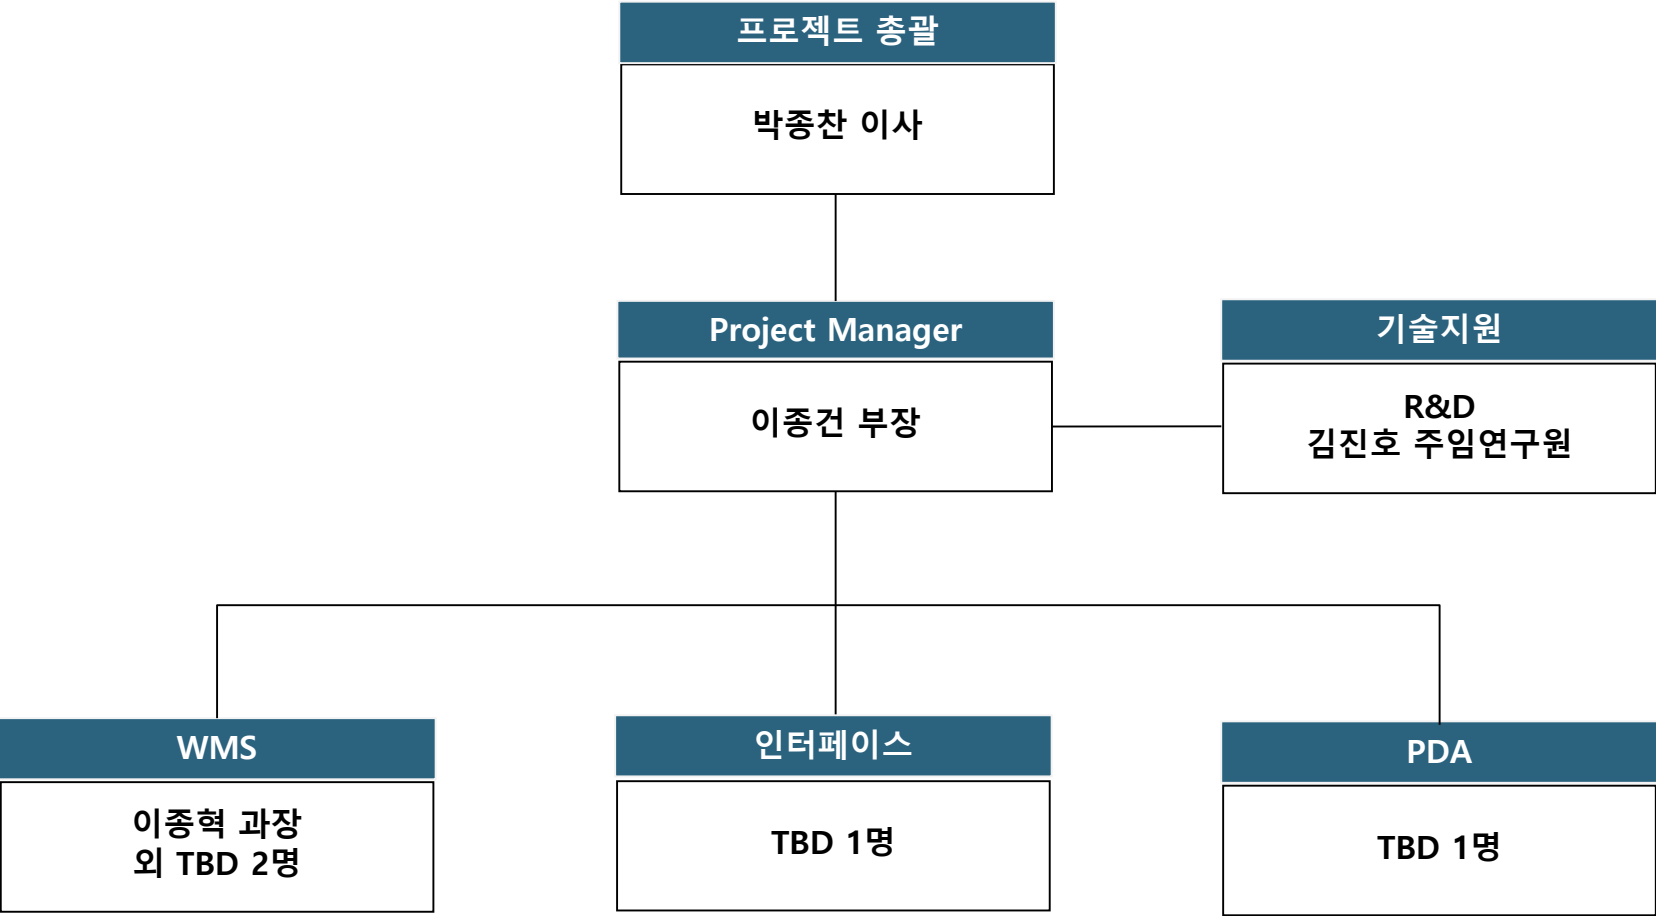 프로젝트 총괄
박종찬 이사
Project Manager
이종건 부장
기술지원
R&D
김진호 주임연구원
WMS
이종혁 과장
외 TBD 2명
인터페이스
TBD 1명
PDA
TBD 1명